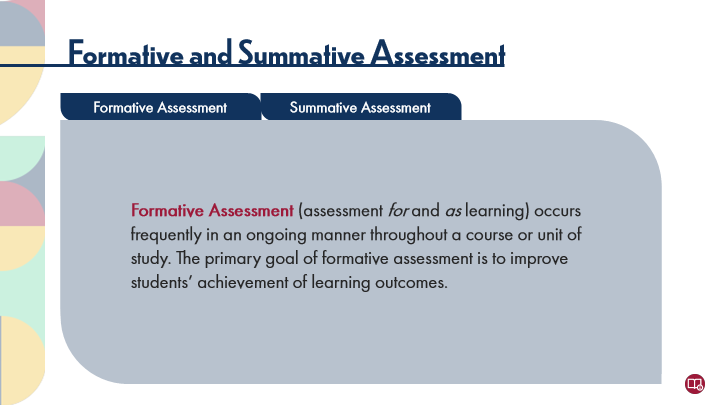 Formative and Summative Assessment
Formative Assessment
Summative Assessment
Formative Assessment (assessment for and as learning) occurs
frequently in an ongoing manner throughout a course or unit of
study. The primary goal of formative assessment is to improve
students’ achievement of learning outcomes.